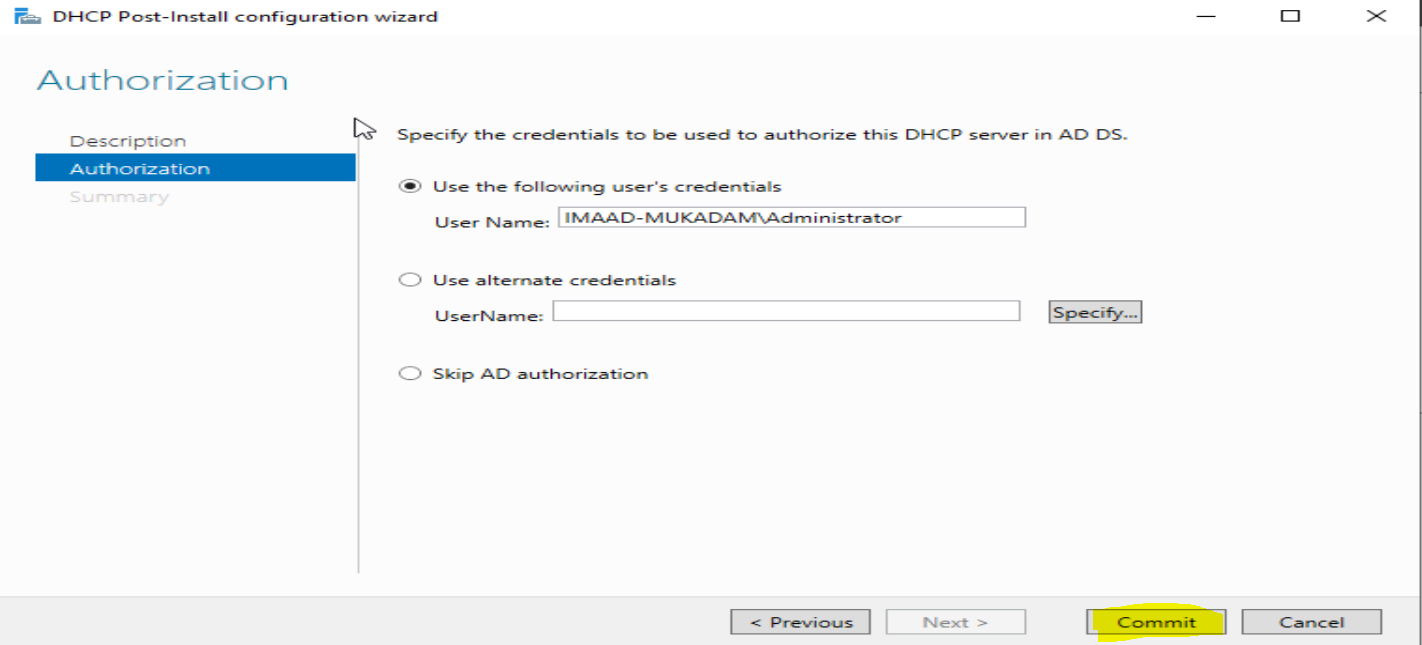 DHCP Post-Install configuration wizard
Authorization
Description
Authorization
Summary
Specify the credentials to be used to authorize this DHCP server in AD DS.
Use the following user's credentials
User Name: IMAAD-MUKADAM\Administrator
Use alternate credentials
UserName:
Specify...
Skip AD authorization
< Previous
Next >
Commit
Cancel